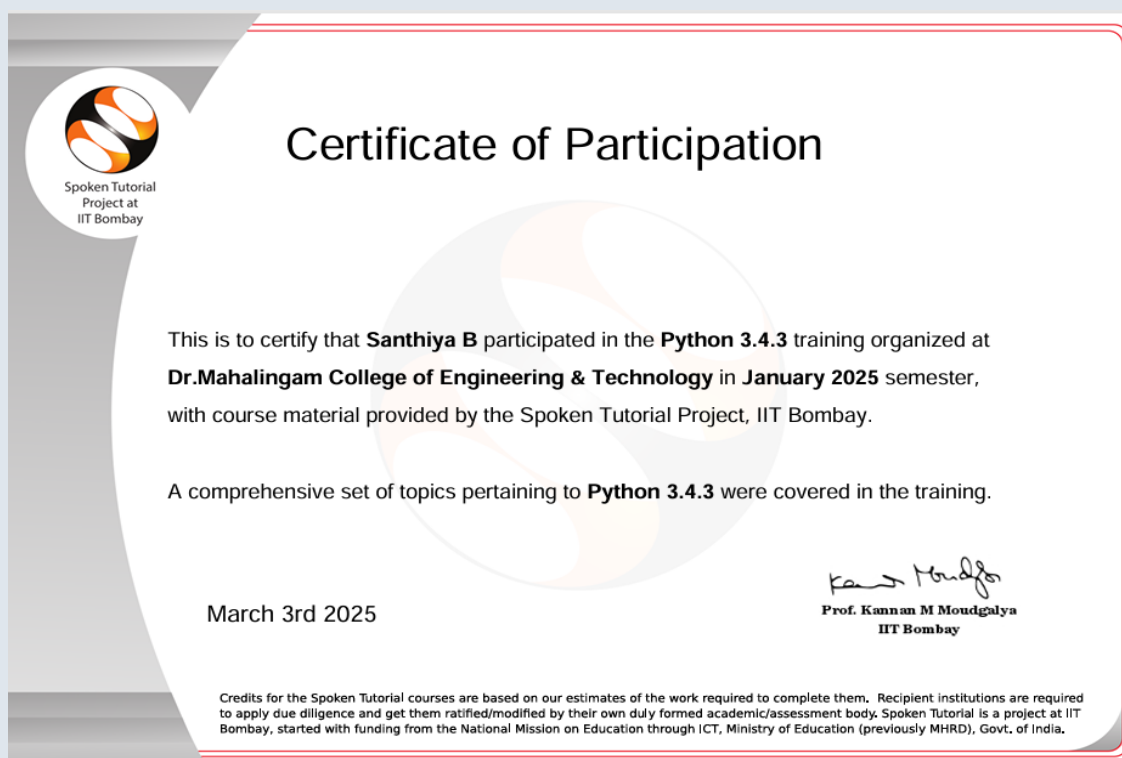 Spoken Tutorial
Project at
IIT Bombay
Certificate of Participation
This is to certify that Santhiya B participated in the Python 3.4.3 training organized at
Dr.Mahalingam College of Engineering & Technology in January 2025 semester,
with course material provided by the Spoken Tutorial Project, IIT Bombay.
A comprehensive set of topics pertaining to Python 3.4.3 were covered in the training.
March 3rd 2025
Prof. Kannan M Moudgalya
IIT Bombay
Credits for the Spoken Tutorial courses are based on our estimates of the work required to complete them. Recipient institutions are required
to apply due diligence and get them ratified/modified by their own duly formed academic/assessment body. Spoken Tutorial is a project at IIT
Bombay, started with funding from the National Mission on Education through ICT, Ministry of Education (previously MHRD), Govt. of India.